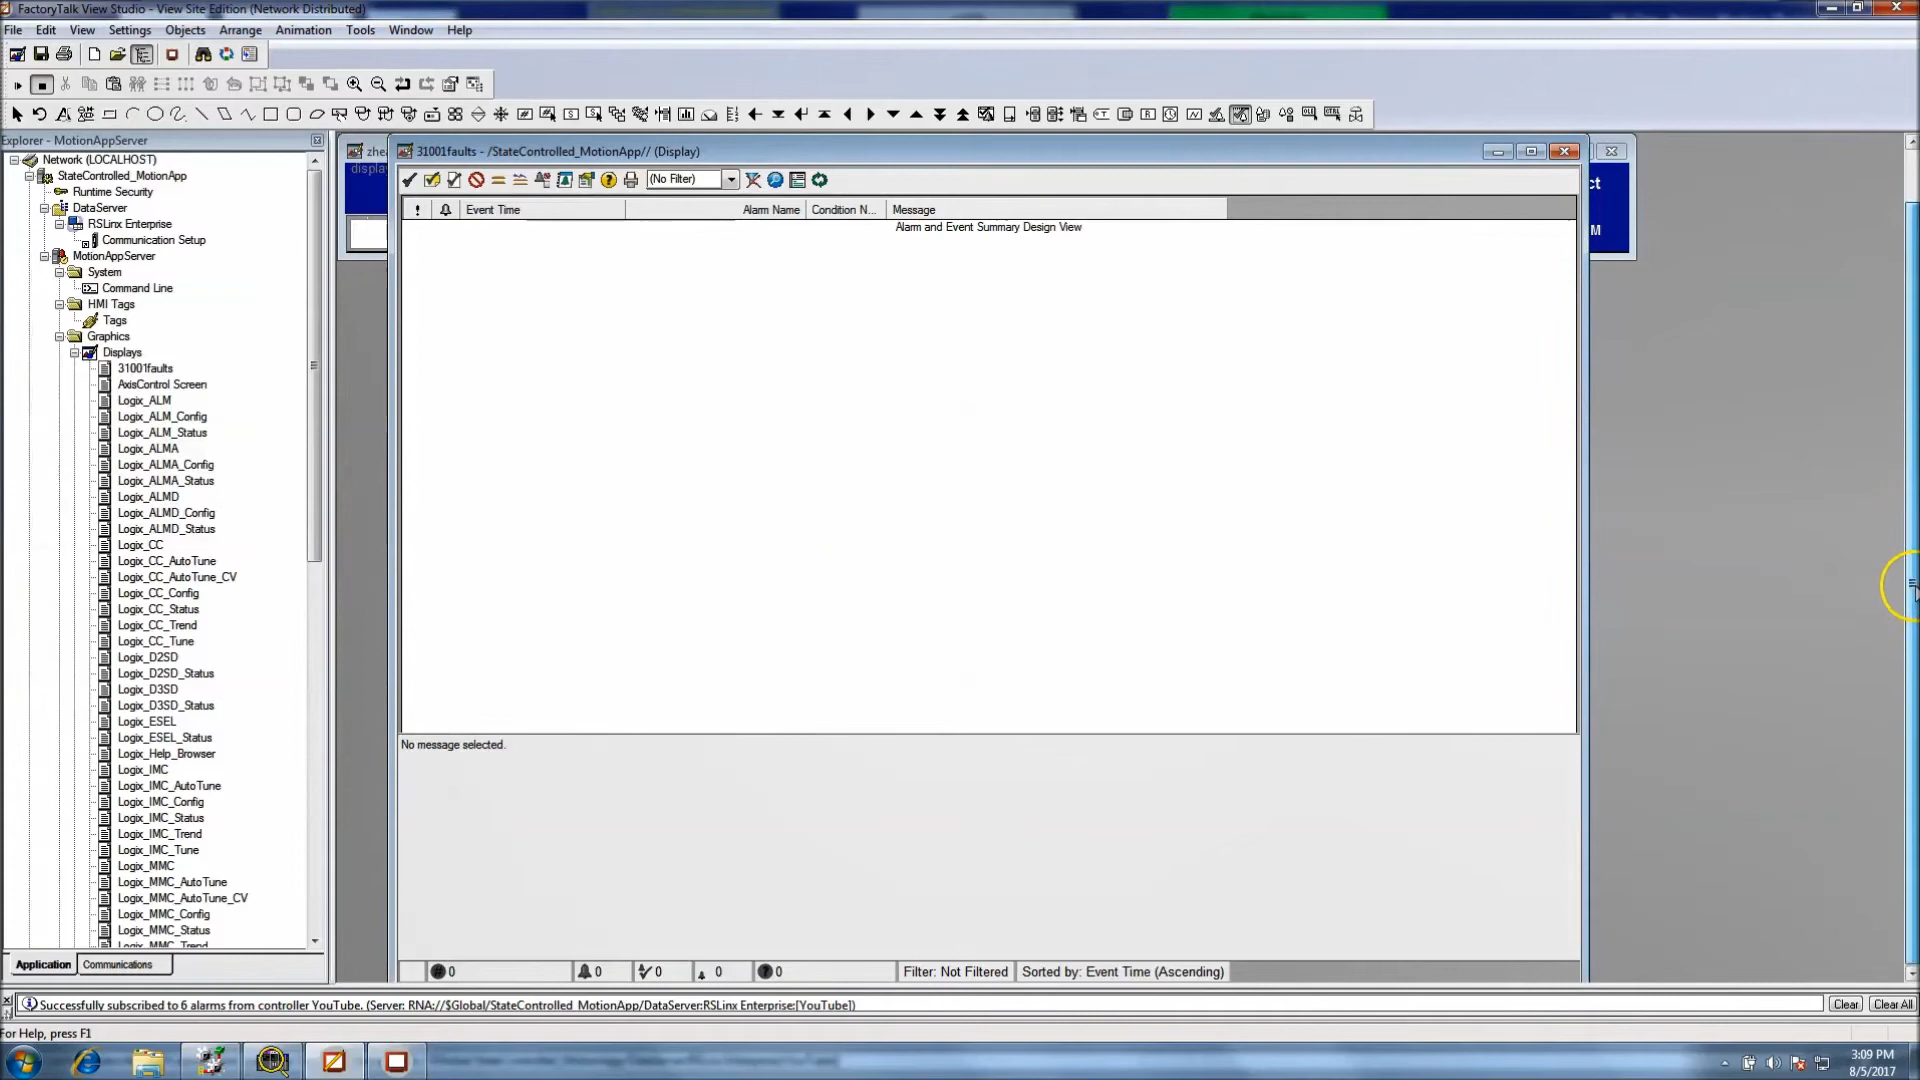 FactoryTalk View Studio - View Site Edition (Network Distributed)
File Edit View Settings Objects Arrange Animation Tools Window Help
Explorer - MotionAppServer
Network (LOCALHOST)
StateControlled_MotionApp
Runtime Security
DataServer
RSLinx Enterprise
Communication Setup
MotionAppServer
System
Command Line
HMI Tags
Tags
Graphics
Displays
31001faults
AxisControl Screen
Logix_ALM
Logix_ALM_Config
Logix_ALM_Status
Logix_ALMA
Logix_ALMA_Config
Logix_ALMA_Status
Logix_ALMD
Logix_ALMD_Config
Logix_ALMD_Status
Logix_CC
Logix_CC_AutoTune
Logix_CC_AutoTune_CV
Logix_CC_Config
Logix_CC_Status
Logix_CC_Trend
Logix_CC_Tune
Logix_D2SD
Logix_D2SD_Status
Logix_D3SD
Logix_D3SD_Status
Logix_ESEL
Logix_ESEL_Status
Logix_Help_Browser
Logix_IMC
Logix_IMC_AutoTune
Logix_IMC_Config
Logix_IMC_Status
Logix_IMC_Trend
Logix_IMC_Tune
Logix_MMC
Logix_MMC_AutoTune
Logix_MMC_AutoTune_CV
Logix_MMC_Config
Logix_MMC_Status
Logix_MMC_Trend
Application Communications
zhea
displa
31001faults - /StateControlled_MotionApp// (Display)
(No Filter)
! Event Time Alarm Name Condition N... Message
Alarm and Event Summary Design View
ct
M
No message selected.
0 0 0 0 0 Filter: Not Filtered Sorted by: Event Time (Ascending)
Successfully subscribed to 6 alarms from controller YouTube. (Server: RNA://$Global/StateControlled_MotionApp/DataServer:RSLinx Enterprise:[YouTube])
Clear Clear All
For Help, press F1
3:09 PM
8/5/2017